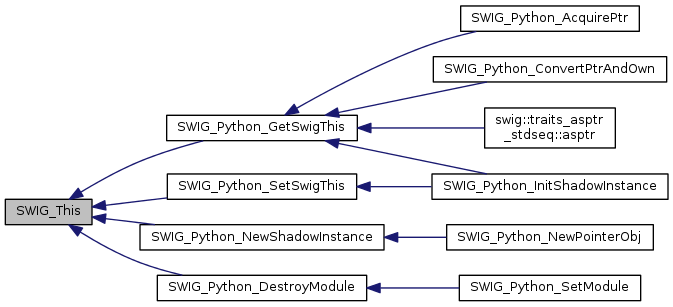 SWIG_Python_AcquirePtr
SWIG_Python_ConvertPtrAndOwn
SWIG_Python_GetSwigThis
swig::traits_asptr
_stdseq::asptr
SWIG_Python_SetSwigThis
SWIG_Python_InitShadowInstance
SWIG_This
SWIG_Python_NewShadowInstance
SWIG_Python_NewPointerObj
SWIG_Python_DestroyModule
SWIG_Python_SetModule